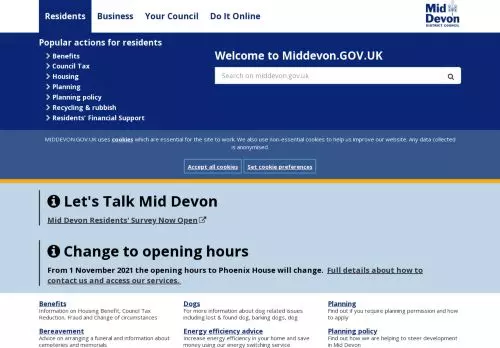 Residents Business Your Council Do It Online
Mid Devon
DISTRICT COUNCIL
Popular actions for residents
Benefits
Council Tax
Housing
Planning
Planning policy
Recycling & rubbish
Residents' Financial Support
Welcome to Middevon.GOV.UK
Search on middevon.gov.uk
MIDDEVON.GOV.UK uses cookies which are essential for the site to work. We also use non-essential cookies to help us improve our website. Any data collected
is anonymised.
Accept all cookies Set cookie preferences
Let's Talk Mid Devon
Mid Devon Residents' Survey Now Open
Change to opening hours
From 1 November 2021 the opening hours to Phoenix House will change. Full details about how to
contact us and access our services.
Benefits
Information on Housing Benefit, Council Tax
Reduction, Fraud and Change of circumstances
Dogs
For more information about dog related issues
including lost & found dog, barking dogs, dog
Planning
Find out if you require planning permission and how
to apply
Bereavement
Advice on arranging a funeral and information about
cemeteries and memorials
Energy efficiency advice
Increase energy efficiency in your home and save
money using our energy switching service
Planning policy
Find out how we are helping to steer development
in Mid Devon